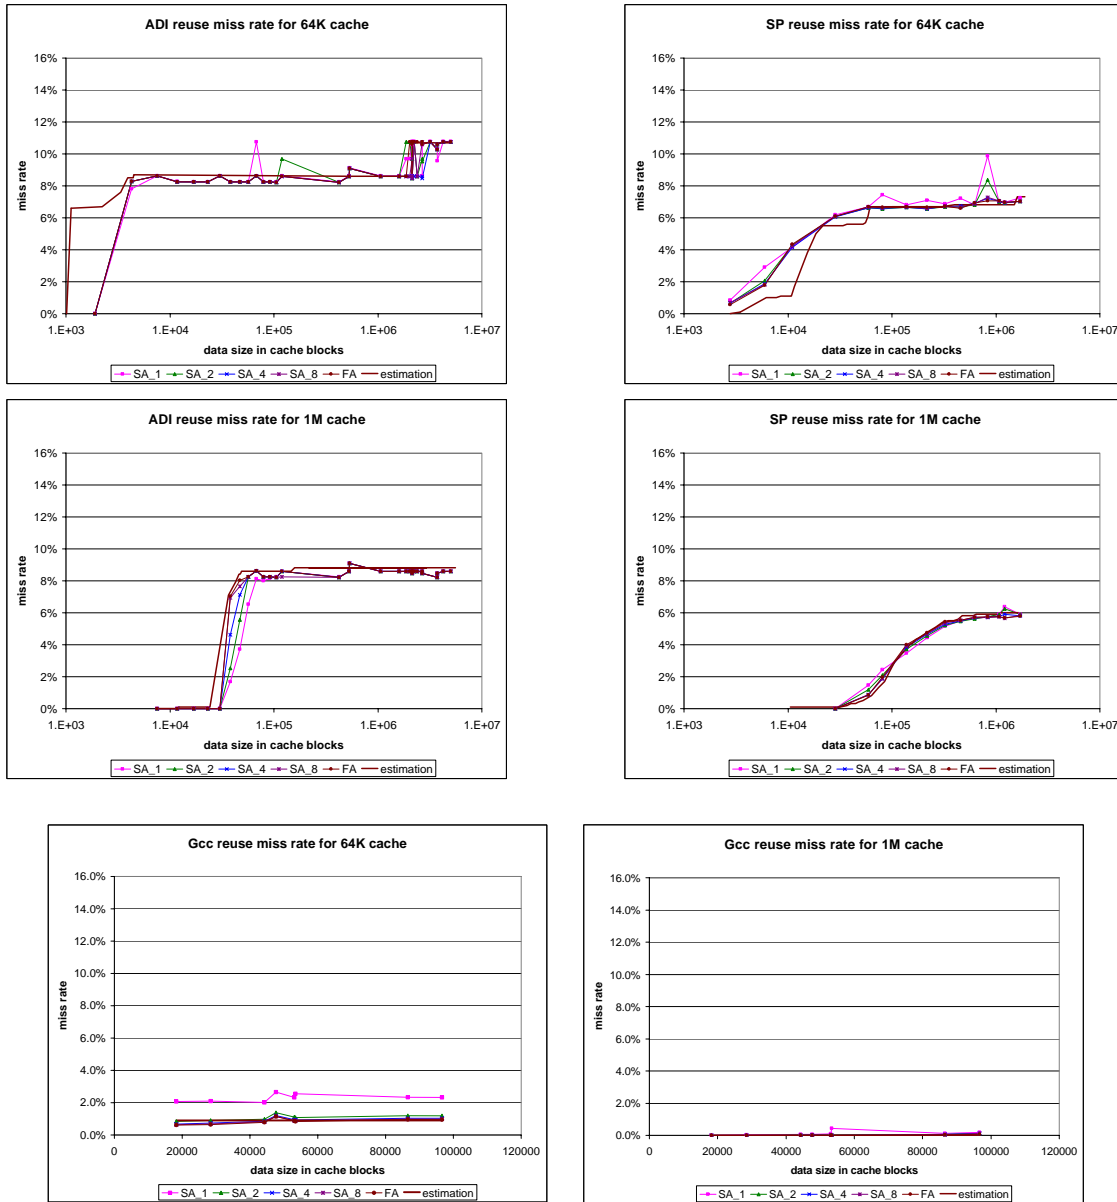 ADI reuse miss rate for 64K cache
16%
14%
12%
10%
8%
6%
4%
2%
0%
miss rate
1.E+03 1.E+04 1.E+05 1.E+06 1.E+07
data size in cache blocks
SA_1 SA_2 SA_4 SA_8 FA estimation
SP reuse miss rate for 64K cache
16%
14%
12%
10%
8%
6%
4%
2%
0%
miss rate
1.E+03 1.E+04 1.E+05 1.E+06 1.E+07
data size in cache blocks
SA_1 SA_2 SA_4 SA_8 FA estimation
ADI reuse miss rate for 1M cache
16%
14%
12%
10%
8%
6%
4%
2%
0%
miss rate
1.E+03 1.E+04 1.E+05 1.E+06 1.E+07
data size in cache blocks
SA_1 SA_2 SA_4 SA_8 FA estimation
SP reuse miss rate for 1M cache
16%
14%
12%
10%
8%
6%
4%
2%
0%
miss rate
1.E+03 1.E+04 1.E+05 1.E+06 1.E+07
data size in cache blocks
SA_1 SA_2 SA_4 SA_8 FA estimation
Gcc reuse miss rate for 64K cache
16.0%
14.0%
12.0%
10.0%
8.0%
6.0%
4.0%
2.0%
0.0%
miss rate
0 20000 40000 60000 80000 100000 120000
data size in cache blocks
SA_1 SA_2 SA_4 SA_8 FA estimation
Gcc reuse miss rate for 1M cache
16.0%
14.0%
12.0%
10.0%
8.0%
6.0%
4.0%
2.0%
0.0%
miss rate
0 20000 40000 60000 80000 100000 120000
data size in cache blocks
SA_1 SA_2 SA_4 SA_8 FA estimation